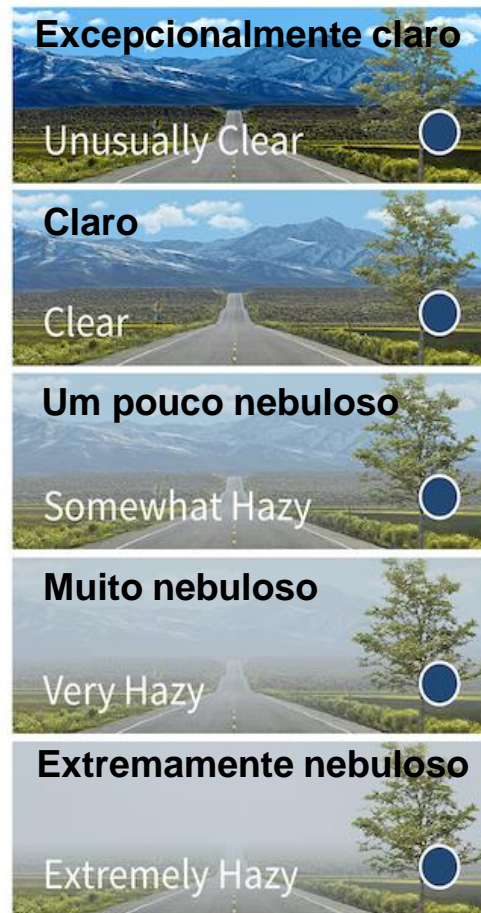 Excepcionalmente claro
Unusually Clear
Claro
Clear
Um pouco nebuloso
Somewhat Hazy
Muito nebuloso
Very Hazy
Extremamente nebuloso
Extremely Hazy